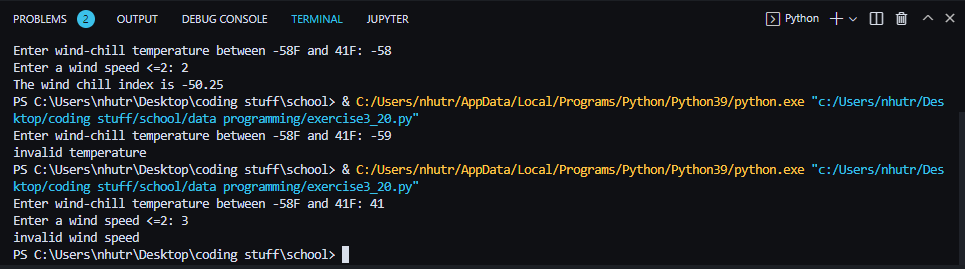 PROBLEMS 2 OUTPUT DEBUG CONSOLE TERMINAL JUPYTER Python
Enter wind-chill temperature between -58F and 41F: -58
Enter a wind speed <=2: 2
The wind chill index is -50.25
PS C:\Users\nhutr\Desktop\coding stuff\school> & C:/Users/nhutr/AppData/Local/Programs/Python/Python39/python.exe "c:/Users/nhutr/Des
ktop/coding stuff/school/data programming/exercise3_20.py"
Enter wind-chill temperature between -58F and 41F: -59
invalid temperature
PS C:\Users\nhutr\Desktop\coding stuff\school> & C:/Users/nhutr/AppData/Local/Programs/Python/Python39/python.exe "c:/Users/nhutr/Des
ktop/coding stuff/school/data programming/exercise3_20.py"
Enter wind-chill temperature between -58F and 41F: 41
Enter a wind speed <=2: 3
invalid wind speed
PS C:\Users\nhutr\Desktop\coding stuff\school>